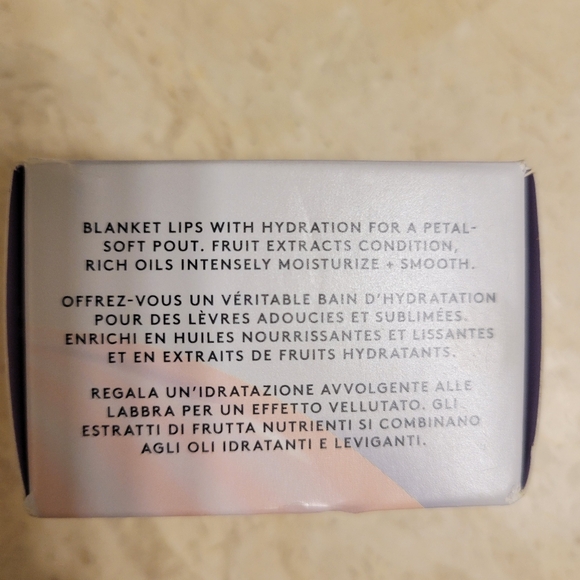 BLANKET LIPS WITH HYDRATION FOR A PETAL-
SOFT POUT. FRUIT EXTRACTS CONDITION,
RICH OILS INTENSELY MOISTURIZE + SMOOTH.
OFFREZ-VOUS UN VÉRITABLE BAIN D'HYDRATATION
POUR DES LÈVRES ADOUCIES ET SUBLIMÉES.
ENRICHI EN HUILES NOURRISSANTES ET LISSANTES
ET EN EXTRAITS DE FRUITS HYDRATANTS.
REGALA UN'IDRATAZIONE AVVOLGENTE ALLE
LABBRA PER UN EFFETTO VELLUTATO. GLI
ESTRATTI DI FRUTTA NUTRIENTI SI COMBINANO
AGLI OLI IDRATANTI E LEVIGANTI.